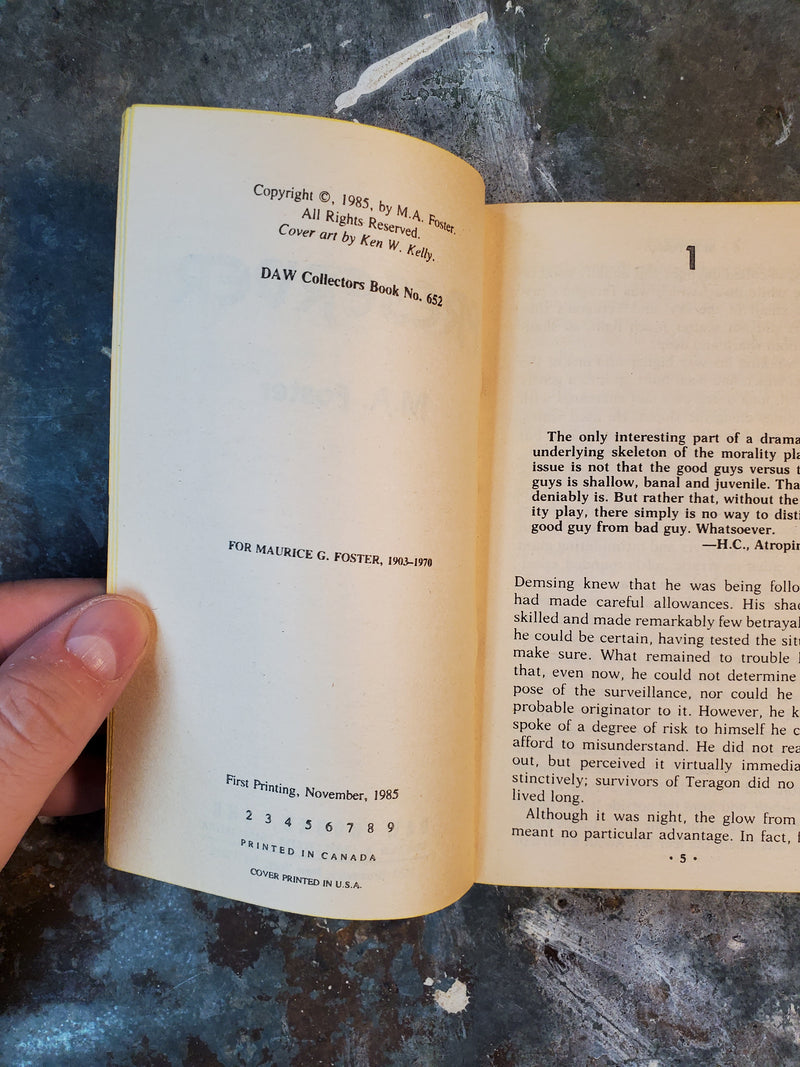 Copyright ©, 1985, by M.A. Foster.
All Rights Reserved.
Cover art by Ken W. Kelly.
DAW Collectors Book No. 652
FOR MAURICE G. FOSTER, 1903–1970
First Printing, November, 1985
2 3 4 5 6 7 8 9
PRINTED IN CANADA
COVER PRINTED IN U.S.A.
1
The only interesting part of a drama
underlying skeleton of the morality pla
issue is not that the good guys versus t
guys is shallow, banal and juvenile. Tha
deniably is. But rather that, without the
ity play, there simply is no way to disti
good guy from bad guy. Whatsoever.
—H.C., Atropin
Demsing knew that he was being follo
had made careful allowances. His shad
skilled and made remarkably few betrayal
he could be certain, having tested the sit
make sure. What remained to trouble
that, even now, he could not determine
pose of the surveillance, nor could he
probable originator to it. However, he k
spoke of a degree of risk to himself he c
afford to misunderstand. He did not rea
out, but perceived it virtually immedia
stinctively; survivors of Teragon did no
lived long.
Although it was night, the glow from
meant no particular advantage. In fact, f
• 5 •